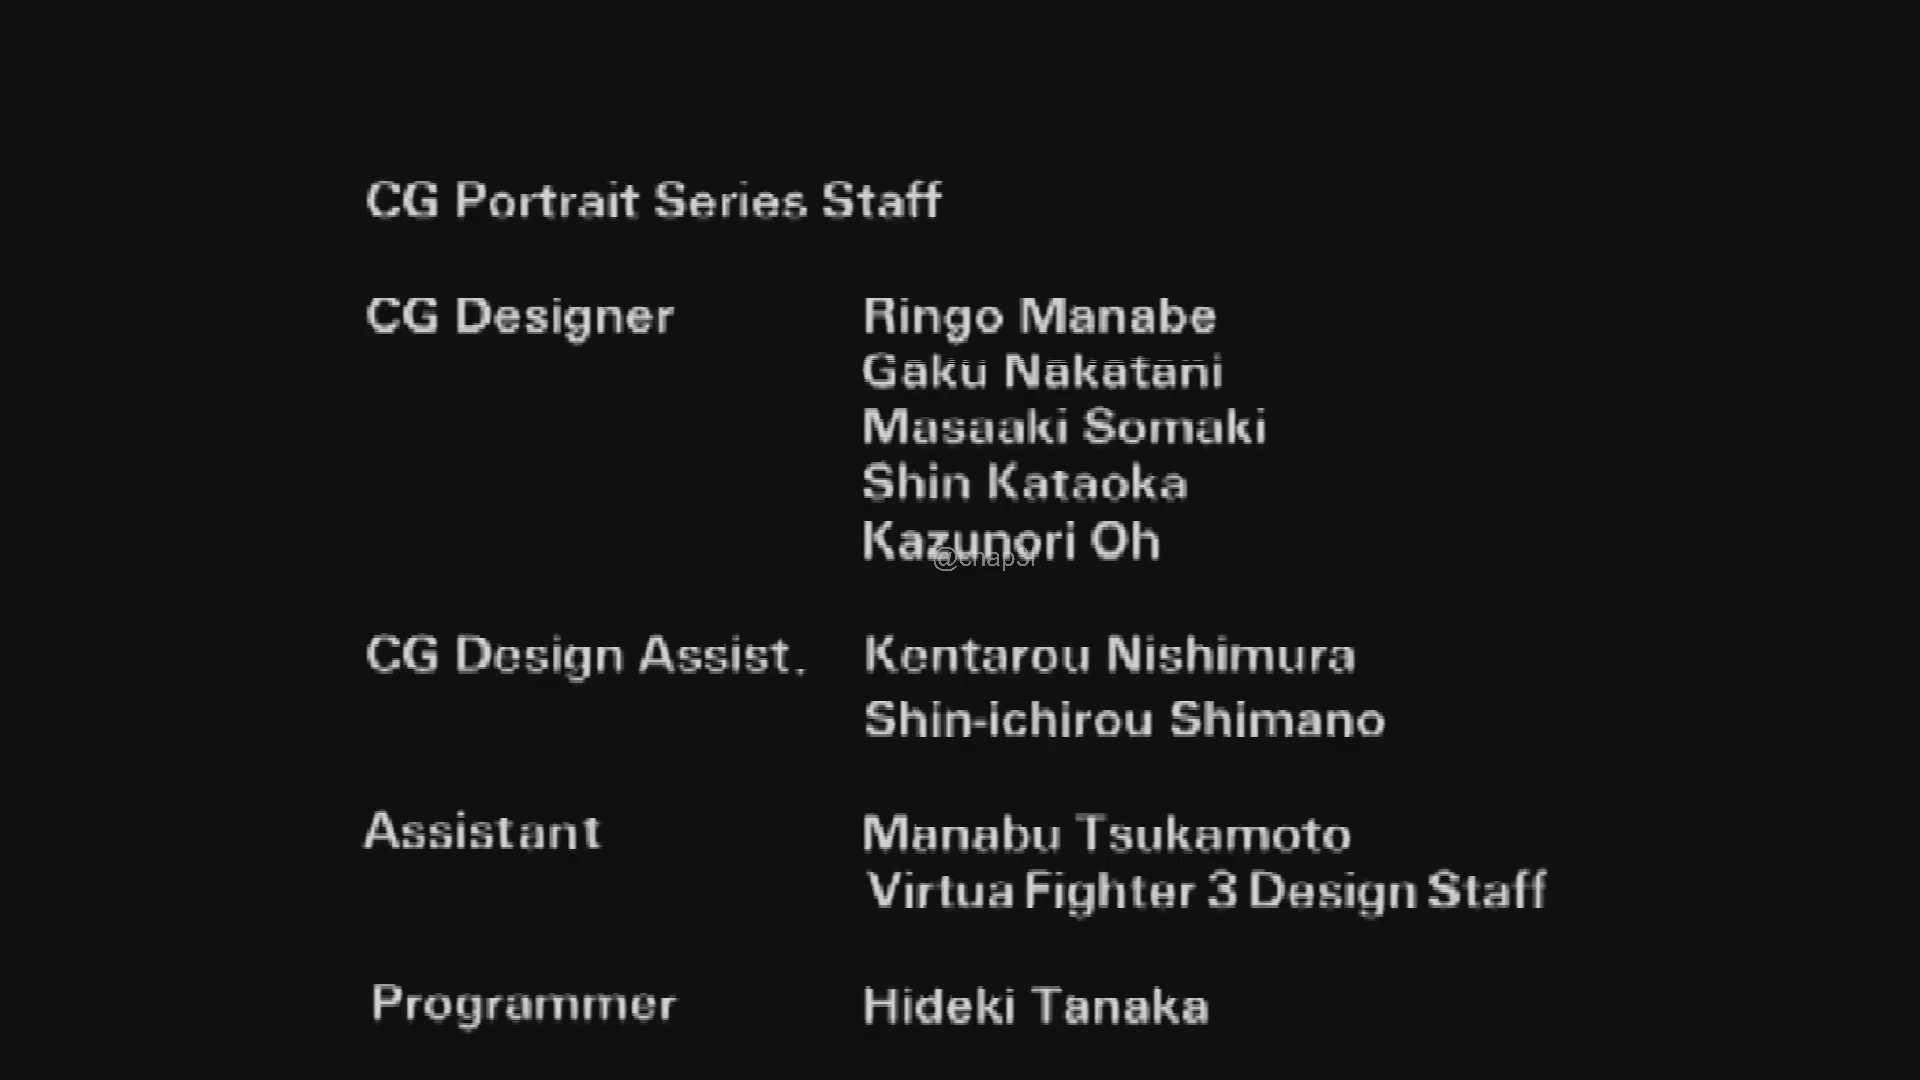 CG Portrait Series Staff
CG Designer Ringo Manabe
Gaku Nakatani
Masaaki Somaki
Shin Kataoka
Kazunori Oh
CG Design Assist. Kentarou Nishimura
Shin-ichirou Shimano
Assistant Manabu Tsukamoto
Virtua Fighter 3 Design Staff
Programmer Hideki Tanaka